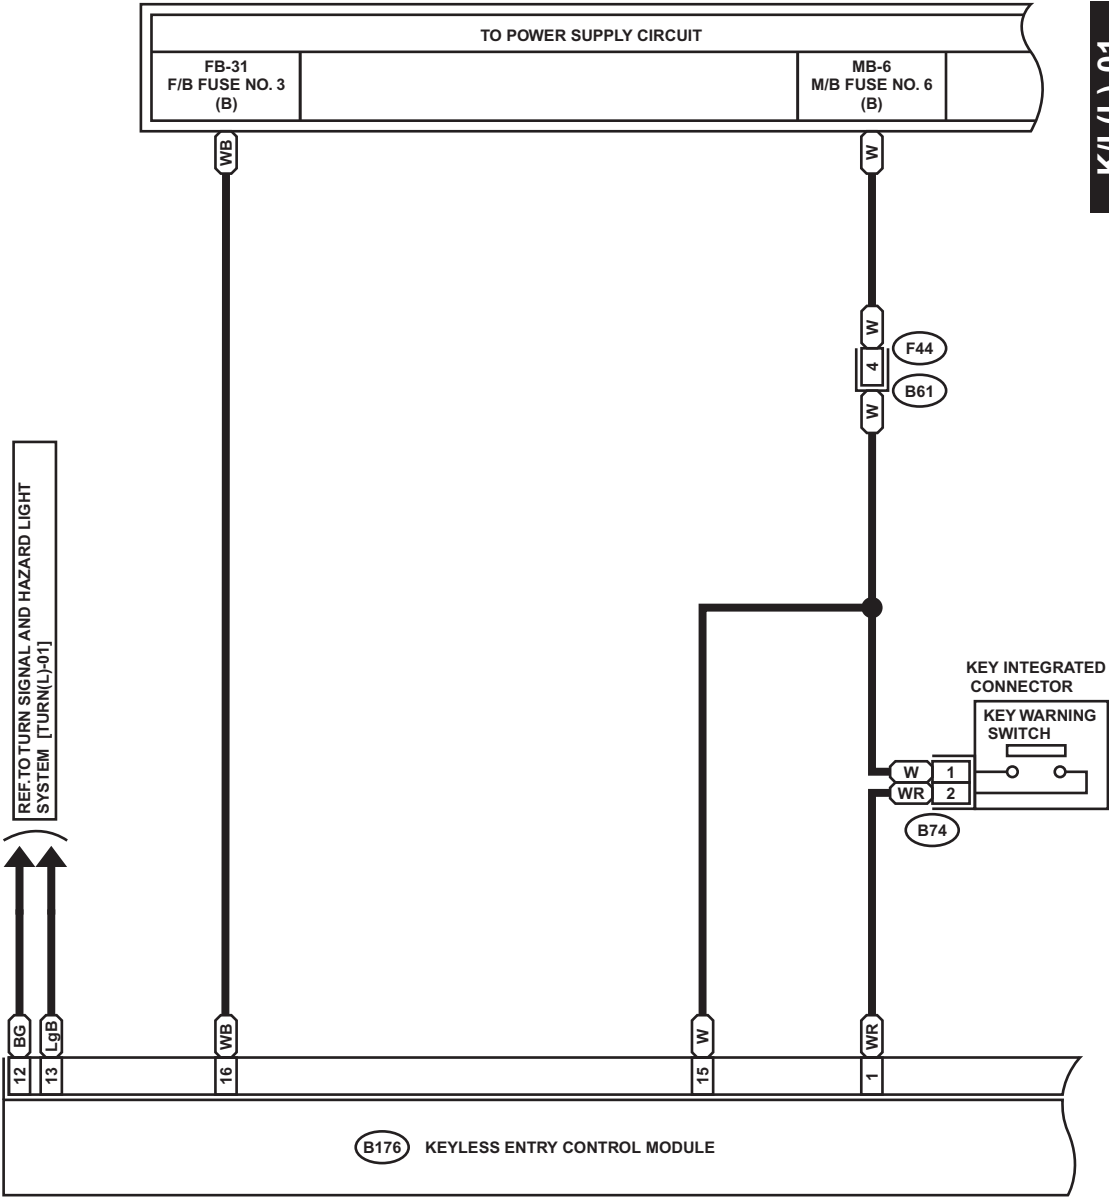 TO POWER SUPPLY CIRCUIT
FB-31
F/B FUSE NO. 3
(B)
MB-6
M/B FUSE NO. 6
(B)
WB
W
W
4
F44
B61
W
REF.TO TURN SIGNAL AND HAZARD LIGHT
SYSTEM [TURN(L)-01]
KEY INTEGRATED
CONNECTOR
KEY WARNING
SWITCH
W
1
WR
2
B74
BG
LgB
WB
W
WR
12
13
16
15
1
B176
KEYLESS ENTRY CONTROL MODULE